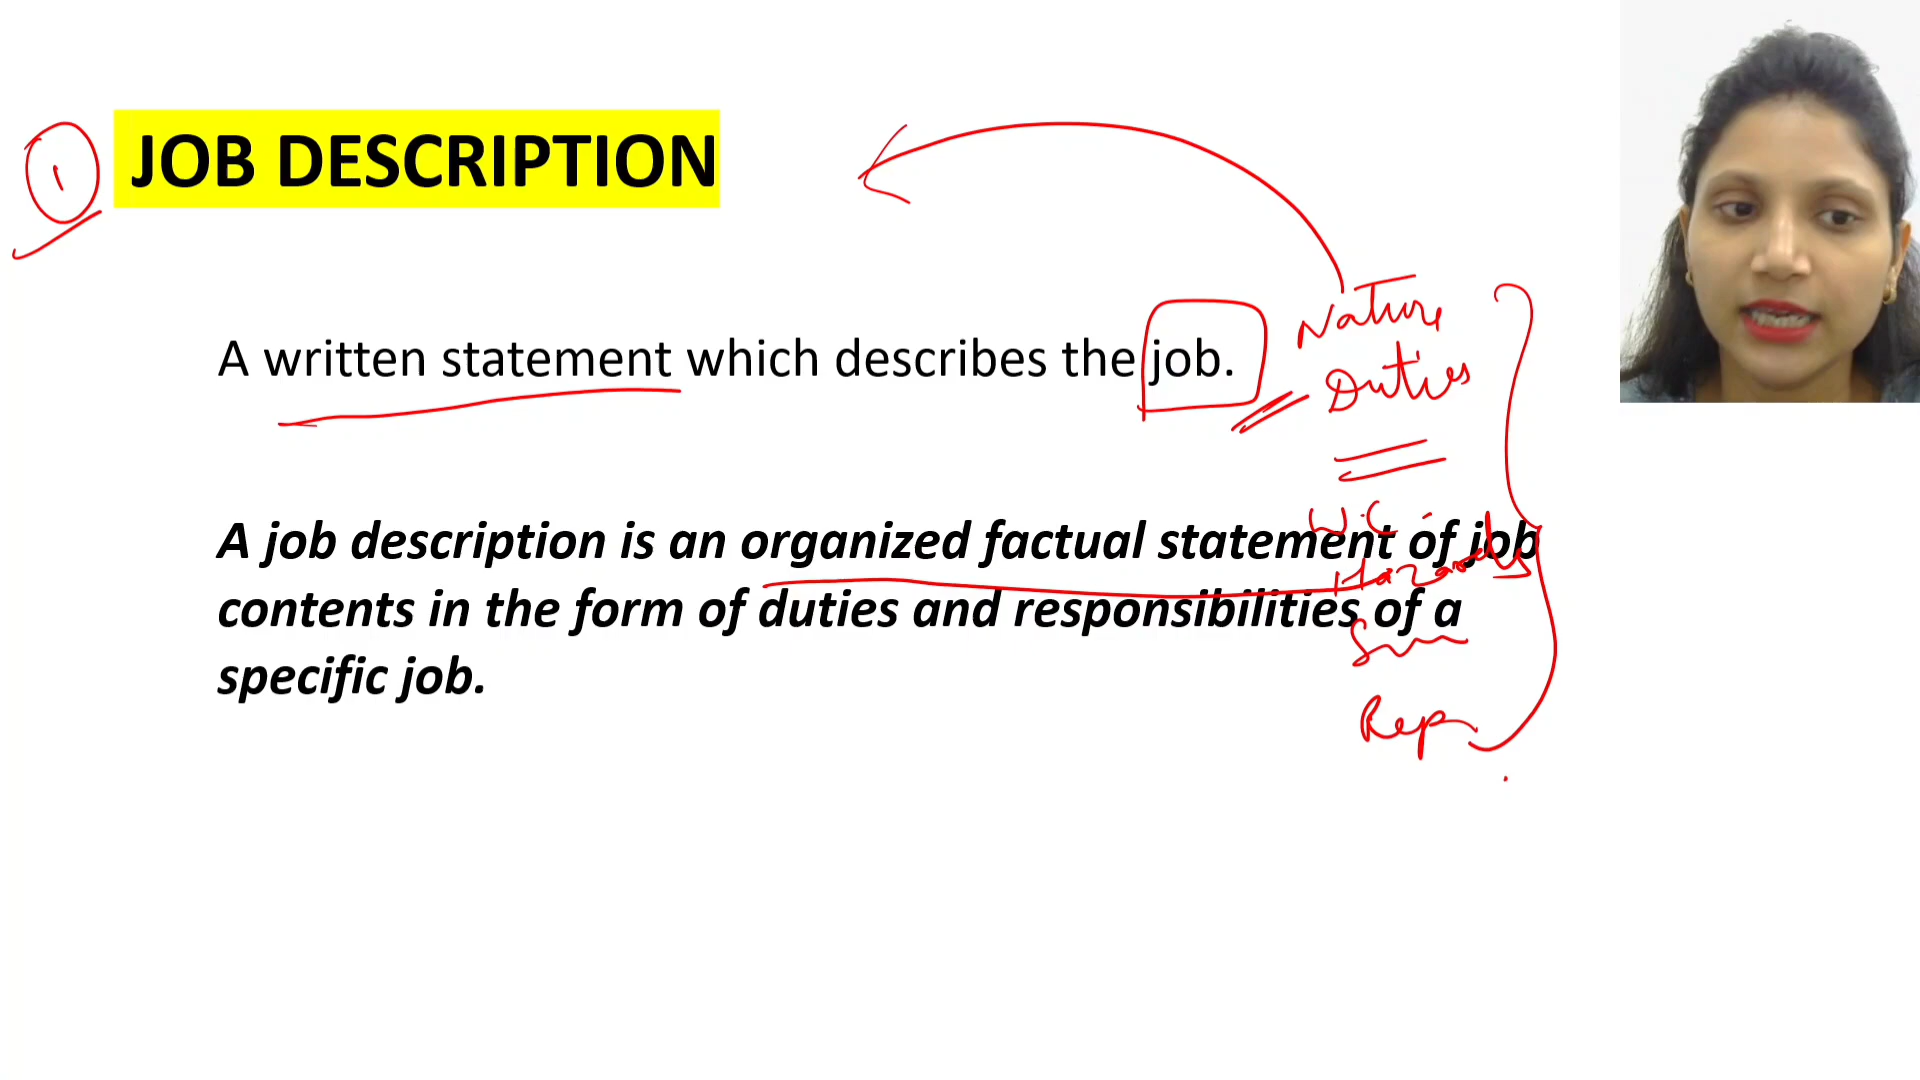 1
JOB DESCRIPTION
A written statement which describes the job.
Nature
Duties
A job description is an organized factual statement of job
contents in the form of duties and responsibilities of a
specific job.
W.C
Hazards
Rep